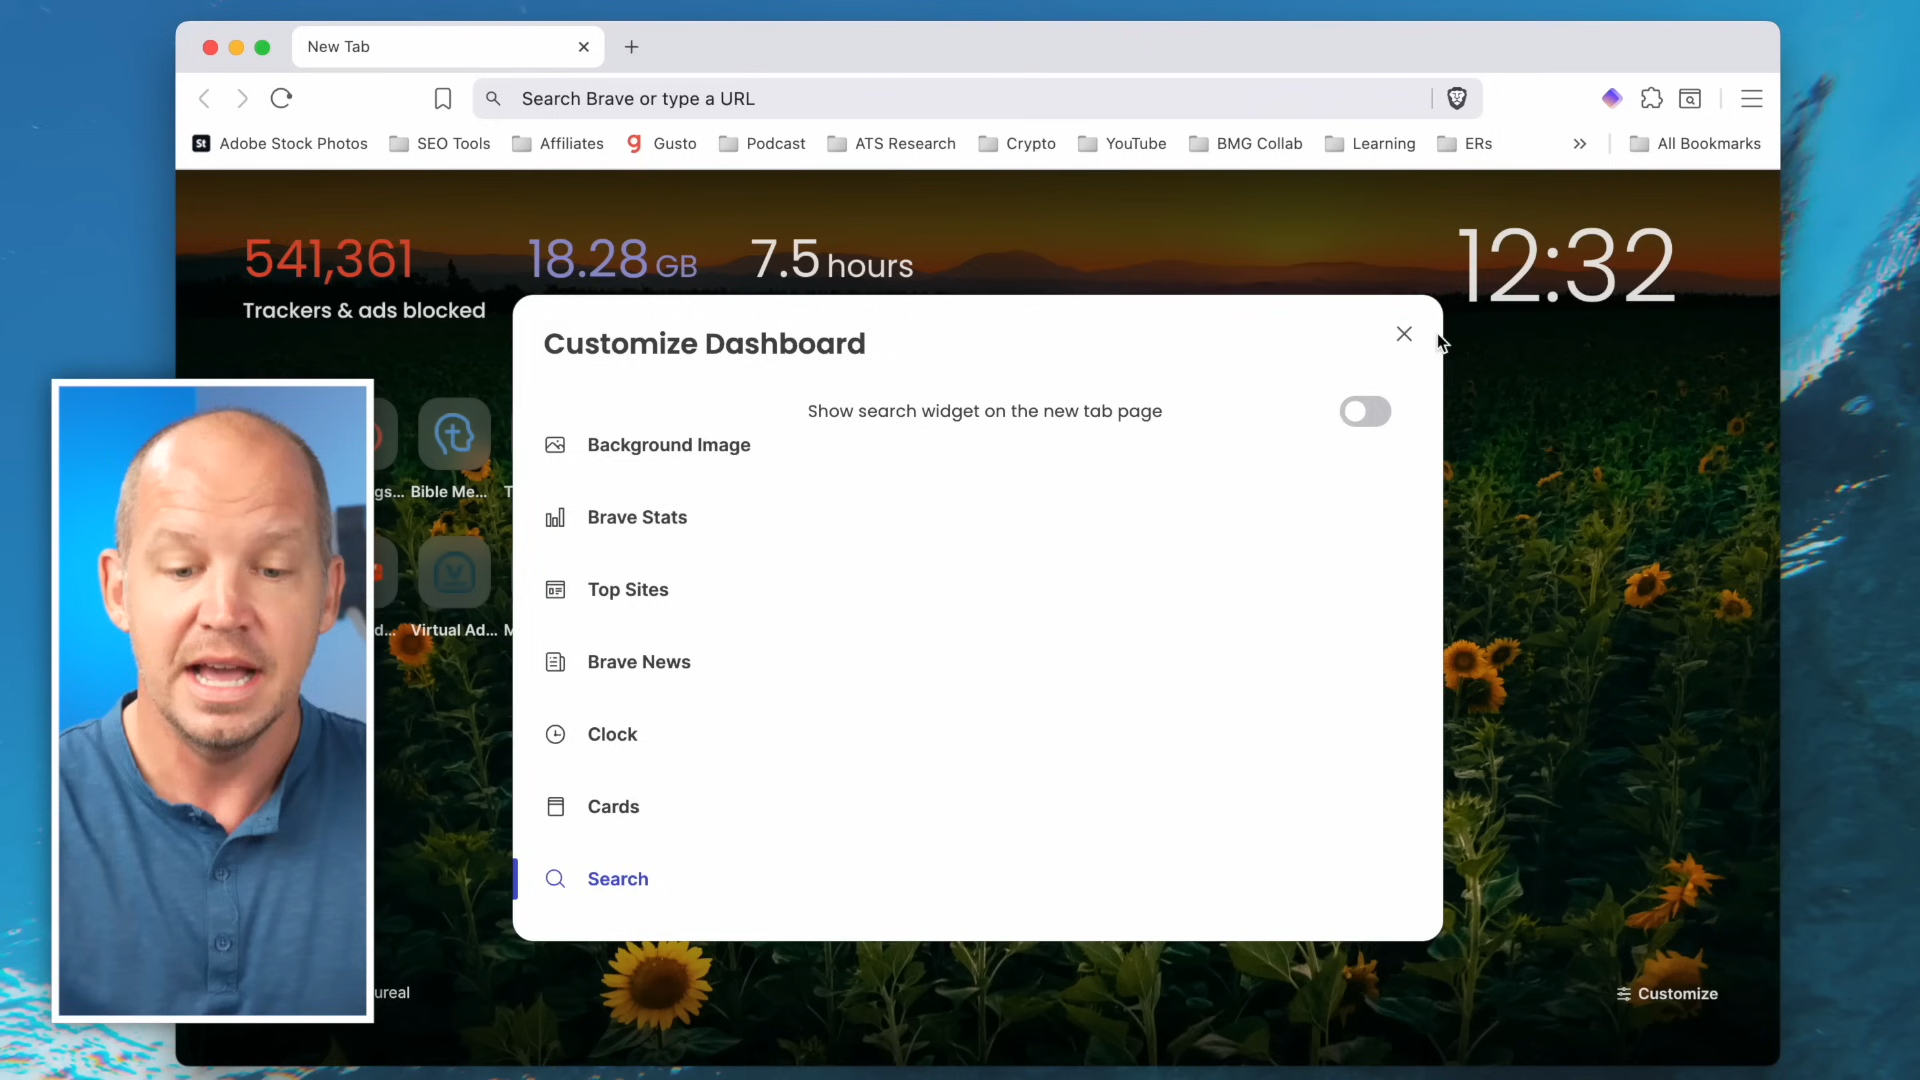 New Tab
Search Brave or type a URL
St Adobe Stock Photos SEO Tools Affiliates g Gusto Podcast ATS Research Crypto YouTube BMG Collab Learning ERs All Bookmarks
541,361 18.28 GB 7.5 hours 12:32
Trackers & ads blocked
Customize Dashboard
Show search widget on the new tab page
Background Image
gs... Bible Me...
Brave Stats
Top Sites
d... Virtual Ad...
Brave News
Clock
Cards
Search
ureal
Customize